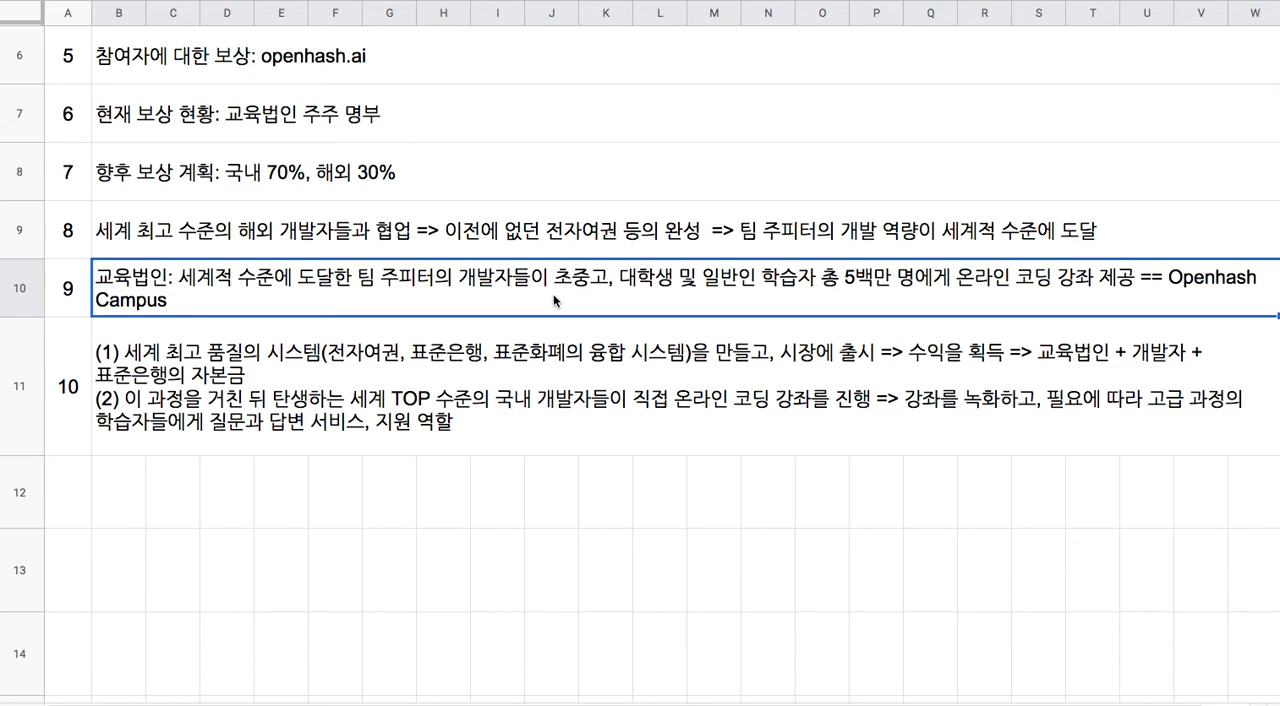 A B C D E F G H I J K L M N O P Q R S T U V W
6 5 참여자에 대한 보상: openhash.ai
7 6 현재 보상 현황: 교육법인 주주 명부
8 7 향후 보상 계획: 국내 70%, 해외 30%
9 8 세계 최고 수준의 해외 개발자들과 협업 => 이전에 없던 전자여권 등의 완성 => 팀 주피터의 개발 역량이 세계적 수준에 도달
10 9 교육법인: 세계적 수준에 도달한 팀 주피터의 개발자들이 초중고, 대학생 및 일반인 학습자 총 5백만 명에게 온라인 코딩 강좌 제공 == Openhash
Campus
11 10 (1) 세계 최고 품질의 시스템(전자여권, 표준은행, 표준화폐의 융합 시스템)을 만들고, 시장에 출시 => 수익을 획득 => 교육법인 + 개발자 +
표준은행의 자본금
(2) 이 과정을 거친 뒤 탄생하는 세계 TOP 수준의 국내 개발자들이 직접 온라인 코딩 강좌를 진행 => 강좌를 녹화하고, 필요에 따라 고급 과정의
학습자들에게 질문과 답변 서비스, 지원 역할
12
13
14